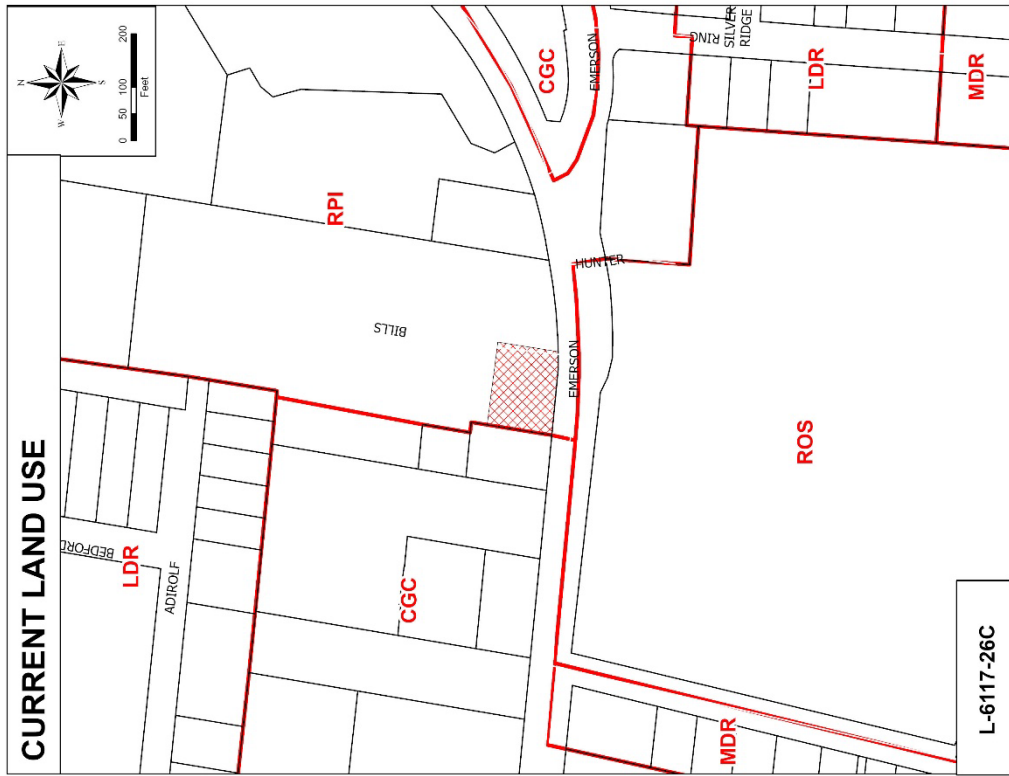 CURRENT LAND USE
N
W
E
S
0
50
100
200
Feet
BEDFORD
LDR
ADIROLF
RPI
BILLS
CGC
CGC
EMERSON
EMERSON
HUNTER
RING
SILVER
RIDGE
LDR
MDR
MDR
ROS
L-6117-26C